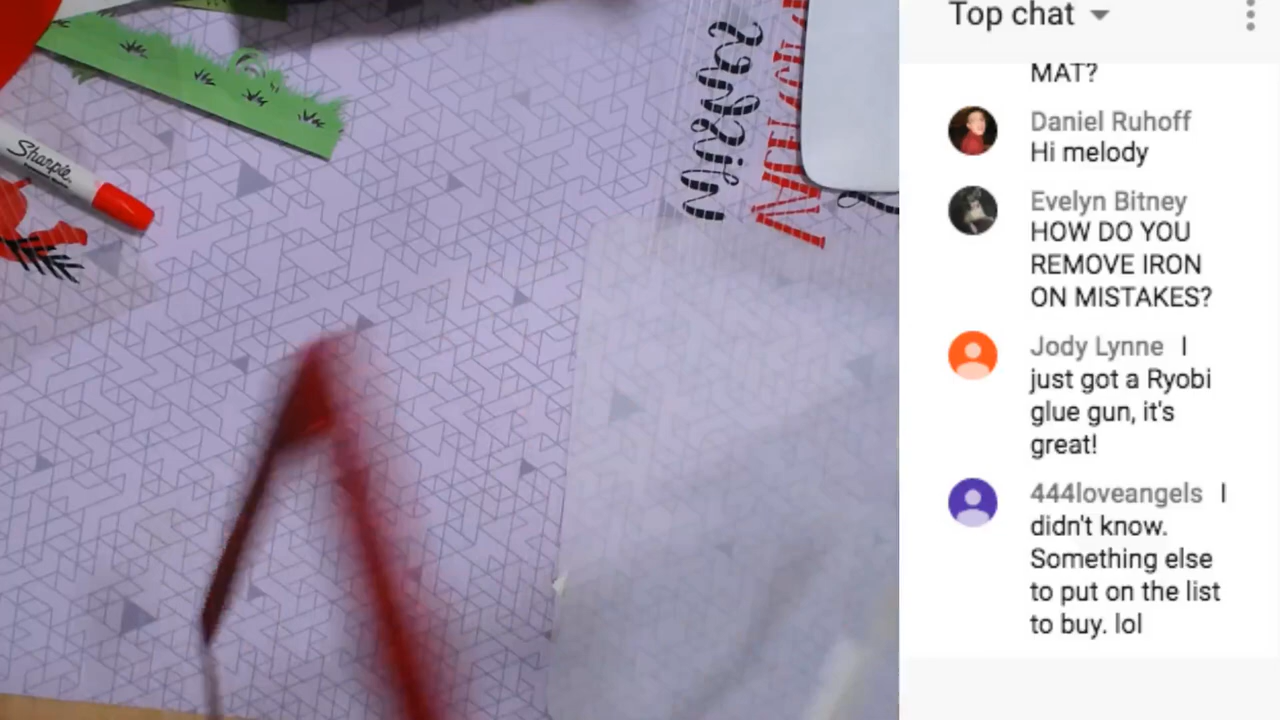 Top chat
MAT?
Daniel Ruhoff
Hi melody
Evelyn Bitney
HOW DO YOU
REMOVE IRON
ON MISTAKES?
Jody Lynne I
just got a Ryobi
glue gun, it's
great!
444loveangels I
didn't know.
Something else
to put on the list
to buy. lol
Sharpie.